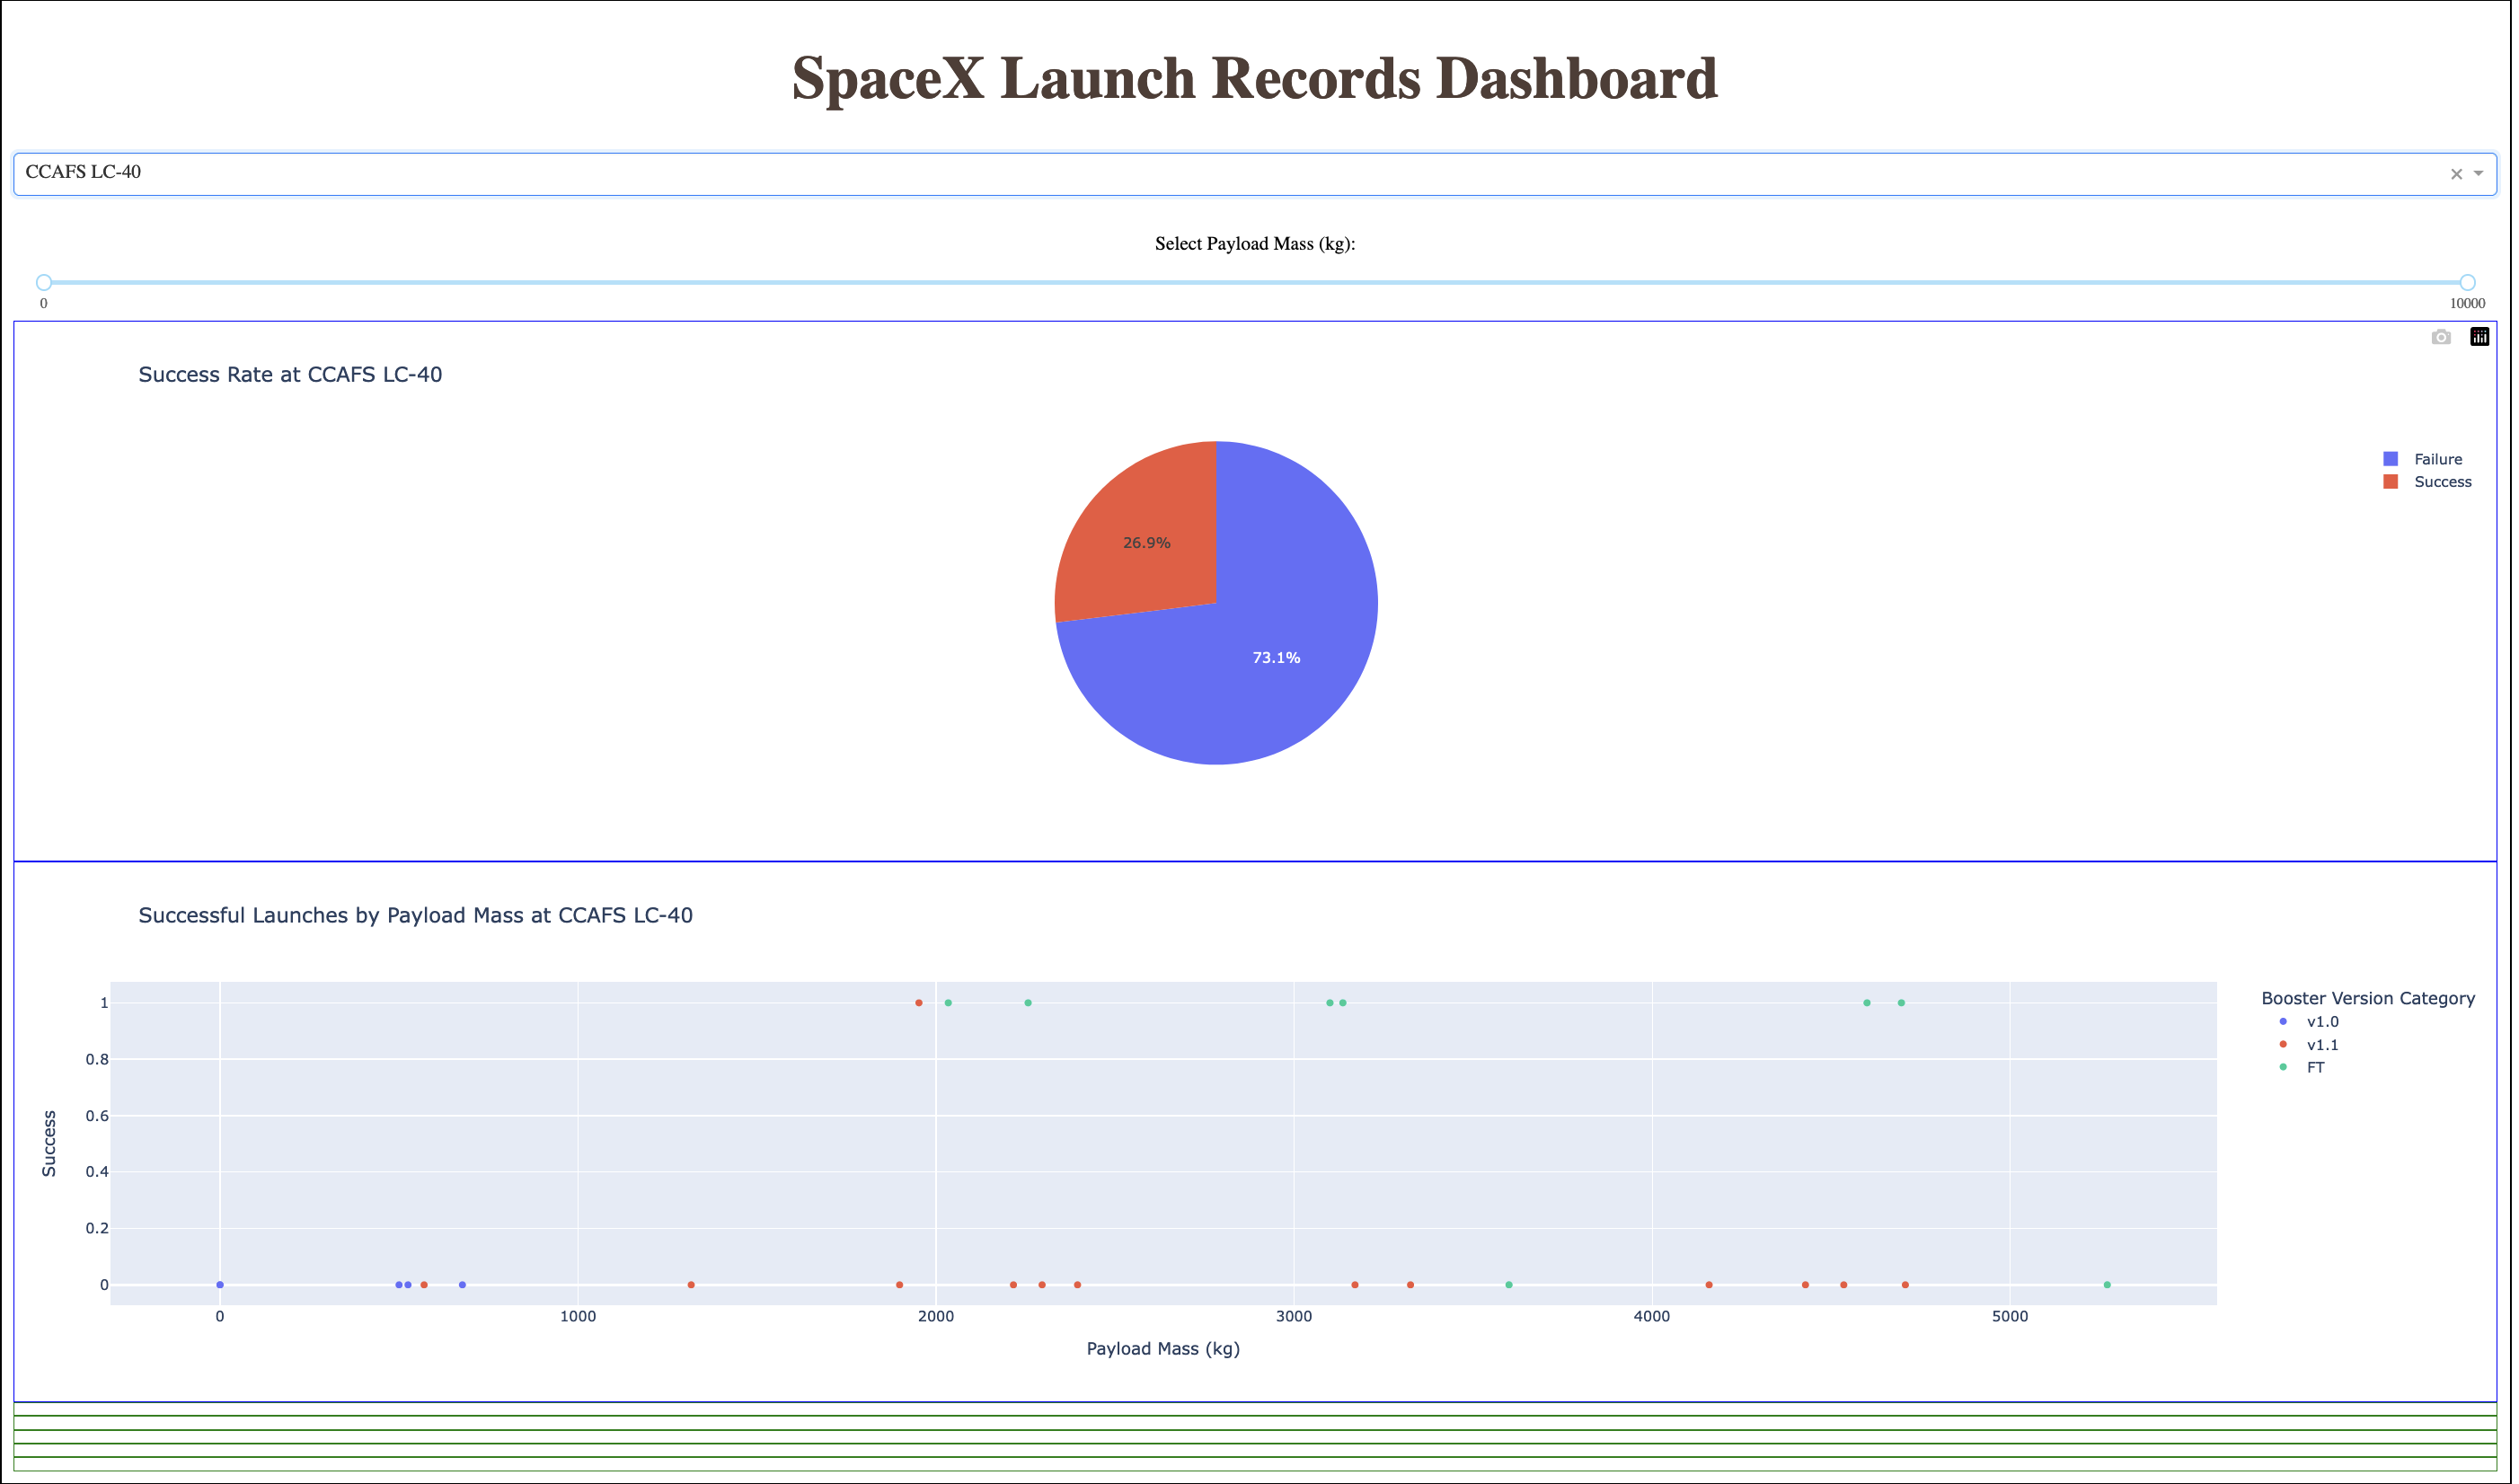 SpaceX Launch Records Dashboard
CCAFS LC-40
Select Payload Mass (kg):
0 10000
Success Rate at CCAFS LC-40
Failure
Success
26.9%
73.1%
Successful Launches by Payload Mass at CCAFS LC-40
1
0.8
0.6
0.4
0.2
0
Success
0 1000 2000 3000 4000 5000
Payload Mass (kg)
Booster Version Category
v1.0
v1.1
FT